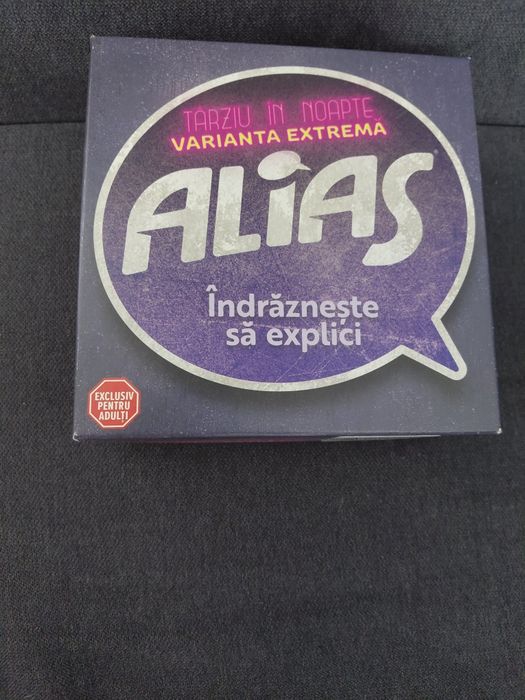 TÂRZIU ÎN NOAPTE
VARIANTA EXTREMĂ
ALiAS
Îndrăznește
să explici
EXCLUSIV
PENTRU
ADULȚI